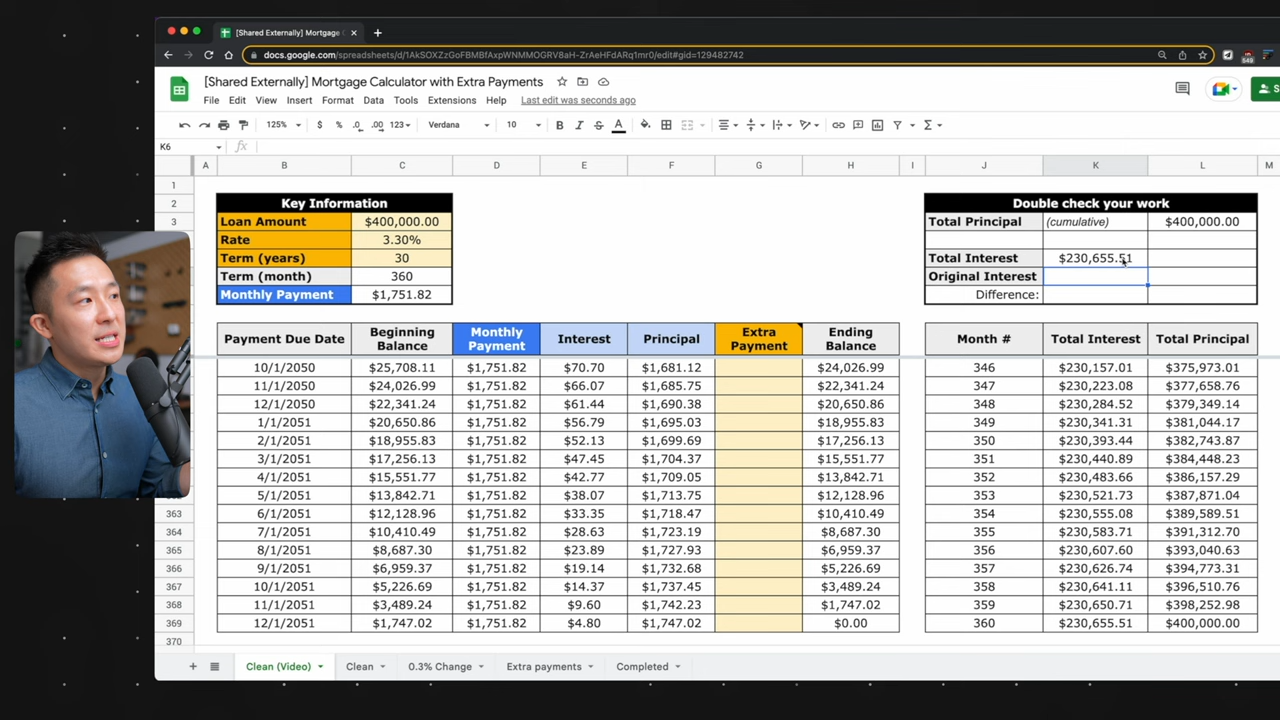 [Shared Externally] Mortgage
docs.google.com/spreadsheets/d/1AkSOXZzGoFBMBfAxpWNMMOGRV8aH-ZrAeHFdARq1mr0/edit#gid=129482742
549
[Shared Externally] Mortgage Calculator with Extra Payments
File Edit View Insert Format Data Tools Extensions Help Last edit was seconds ago
125% $ % .0 .00 123 Verdana 10 B I S A
K6 fx
A B C D E F G H I J K L M
1
2 Key Information Double check your work
3 Loan Amount $400,000.00 Total Principal (cumulative) $400,000.00
Rate 3.30%
Term (years) 30 Total Interest $230,655.51
Term (month) 360 Original Interest
Monthly Payment $1,751.82 Difference:
Payment Due Date Beginning Balance Monthly Payment Interest Principal Extra Payment Ending Balance Month # Total Interest Total Principal
10/1/2050 $25,708.11 $1,751.82 $70.70 $1,681.12 $24,026.99 346 $230,157.01 $375,973.01
11/1/2050 $24,026.99 $1,751.82 $66.07 $1,685.75 $22,341.24 347 $230,223.08 $377,658.76
12/1/2050 $22,341.24 $1,751.82 $61.44 $1,690.38 $20,650.86 348 $230,284.52 $379,349.14
1/1/2051 $20,650.86 $1,751.82 $56.79 $1,695.03 $18,955.83 349 $230,341.31 $381,044.17
2/1/2051 $18,955.83 $1,751.82 $52.13 $1,699.69 $17,256.13 350 $230,393.44 $382,743.87
3/1/2051 $17,256.13 $1,751.82 $47.45 $1,704.37 $15,551.77 351 $230,440.89 $384,448.23
4/1/2051 $15,551.77 $1,751.82 $42.77 $1,709.05 $13,842.71 352 $230,483.66 $386,157.29
5/1/2051 $13,842.71 $1,751.82 $38.07 $1,713.75 $12,128.96 353 $230,521.73 $387,871.04
363 6/1/2051 $12,128.96 $1,751.82 $33.35 $1,718.47 $10,410.49 354 $230,555.08 $389,589.51
364 7/1/2051 $10,410.49 $1,751.82 $28.63 $1,723.19 $8,687.30 355 $230,583.71 $391,312.70
365 8/1/2051 $8,687.30 $1,751.82 $23.89 $1,727.93 $6,959.37 356 $230,607.60 $393,040.63
366 9/1/2051 $6,959.37 $1,751.82 $19.14 $1,732.68 $5,226.69 357 $230,626.74 $394,773.31
367 10/1/2051 $5,226.69 $1,751.82 $14.37 $1,737.45 $3,489.24 358 $230,641.11 $396,510.76
368 11/1/2051 $3,489.24 $1,751.82 $9.60 $1,742.23 $1,747.02 359 $230,650.71 $398,252.98
369 12/1/2051 $1,747.02 $1,751.82 $4.80 $1,747.02 $0.00 360 $230,655.51 $400,000.00
370
Clean (Video) Clean 0.3% Change Extra payments Completed